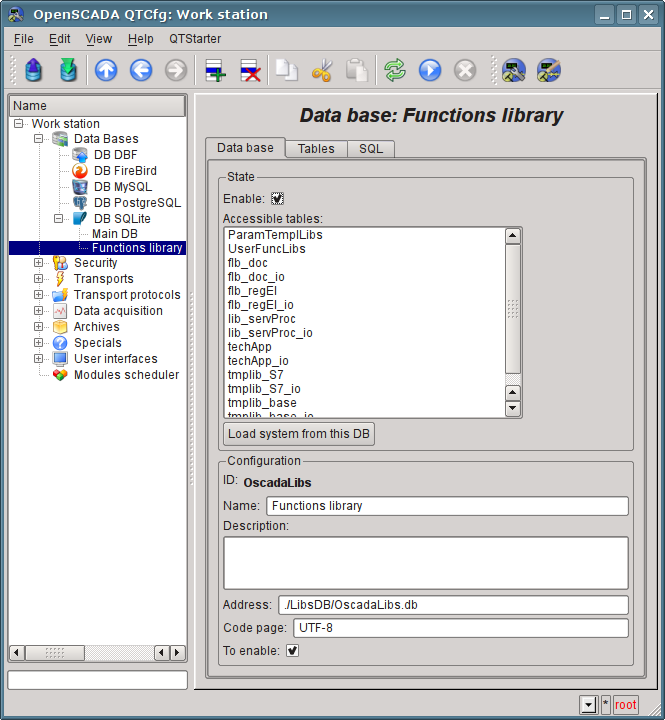 OpenSCADA QTCfg: Work station
File Edit View Help QTStarter
Name
Work station
Data Bases
DB DBF
DB FireBird
DB MySQL
DB PostgreSQL
DB SQLite
Main DB
Functions library
Security
Transports
Transport protocols
Data acquisition
Archives
Specials
User interfaces
Modules scheduler
Data base: Functions library
Data base Tables SQL
State
Enable:
Accessible tables:
ParamTemplLibs
UserFuncLibs
flb_doc
flb_doc_io
flb_regEl
flb_regEl_io
lib_servProc
lib_servProc_io
techApp
techApp_io
tmplib_S7
tmplib_S7_io
tmplib_base
tmplib_base_io
Load system from this DB
Configuration
ID: OscadaLibs
Name: Functions library
Description:
Address: ./LibsDB/OscadaLibs.db
Code page: UTF-8
To enable:
* root